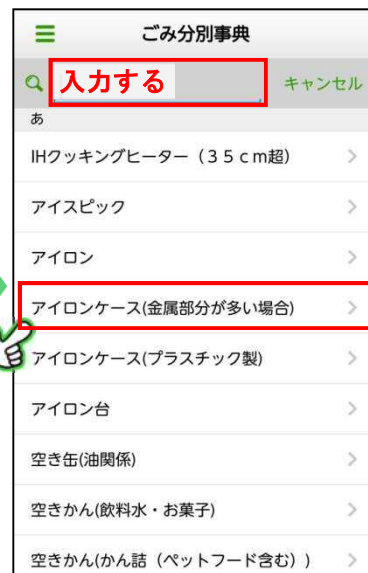 ごみ分別事典
入力する キャンセル
あ
IHクッキングヒーター（３５ｃｍ超）
アイスピック
アイロン
アイロンケース(金属部分が多い場合)
アイロンケース(プラスチック製)
アイロン台
空き缶(油関係)
空きかん(飲料水・お菓子)
空きかん(かん詰（ペットフード含む）)